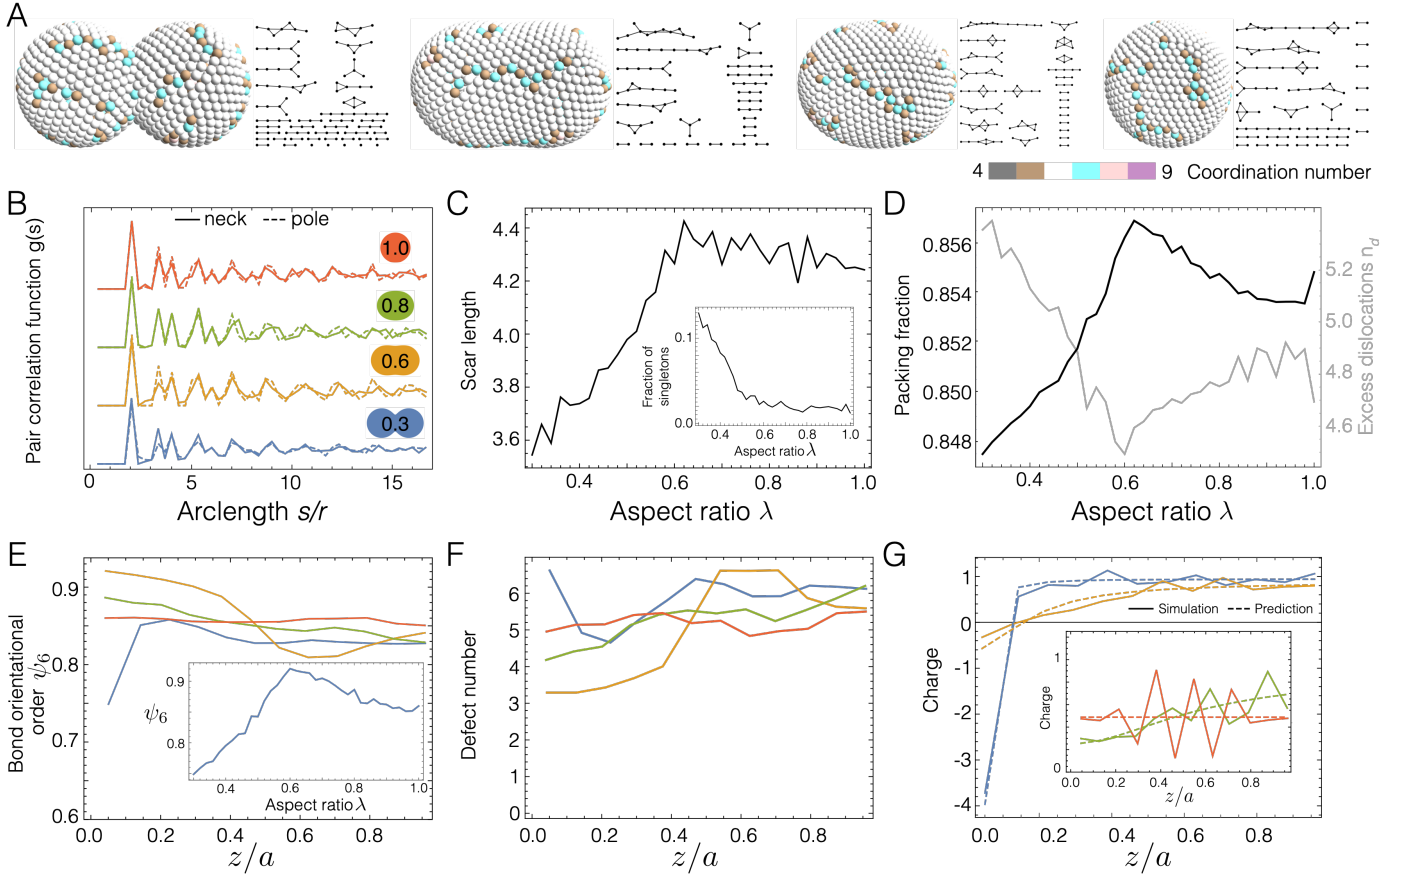 A
4 9 Coordination number
B
neck pole
Pair correlation function g(s)
1.0
0.8
0.6
0.3
0 5 10 15
Arclength s/r
C
Scar length
4.4
4.2
4.0
3.8
3.6
0.4 0.6 0.8 1.0
Aspect ratio λ
Fraction of
singletons
0.1
0.0
0.4 0.6 0.8 1.0
Aspect ratio λ
D
Packing fraction
0.856
0.854
0.852
0.850
0.848
5.2
5.0
4.8
4.6
Excess dislocations n_d
0.4 0.6 0.8 1.0
Aspect ratio λ
E
Bond orientational
order ψ₆
0.9
0.8
0.7
0.6
0.0 0.2 0.4 0.6 0.8
z/a
ψ₆
0.9
0.8
0.4 0.6 0.8 1.0
Aspect ratio λ
F
Defect number
6
5
4
3
2
1
0
0.0 0.2 0.4 0.6 0.8
z/a
G
Charge
1
0
-1
-2
-3
-4
Simulation Prediction
0.0 0.2 0.4 0.6 0.8
z/a
Charge
1
0
0.0 0.2 0.4 0.6 0.8
z/a